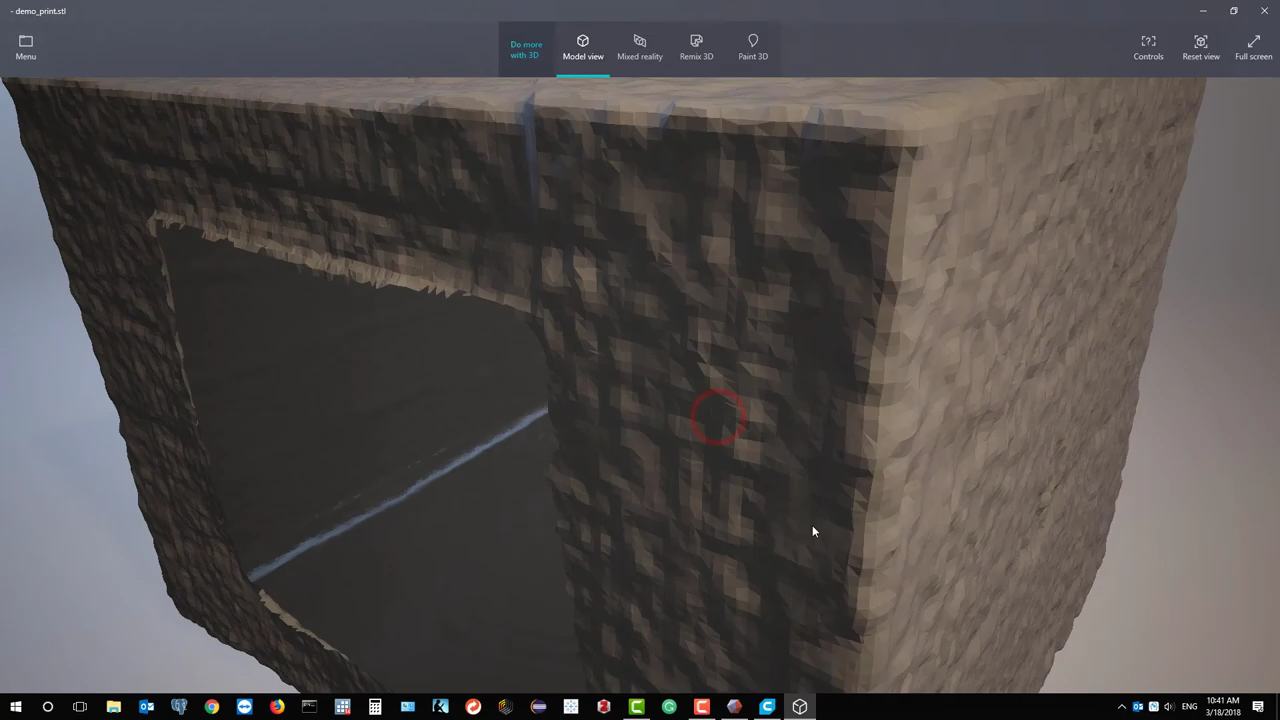 - demo_print.stl
Menu
Do more
with 3D
Model view
Mixed reality
Remix 3D
Paint 3D
Controls
Reset view
Full screen
ENG
10:41 AM
3/18/2018